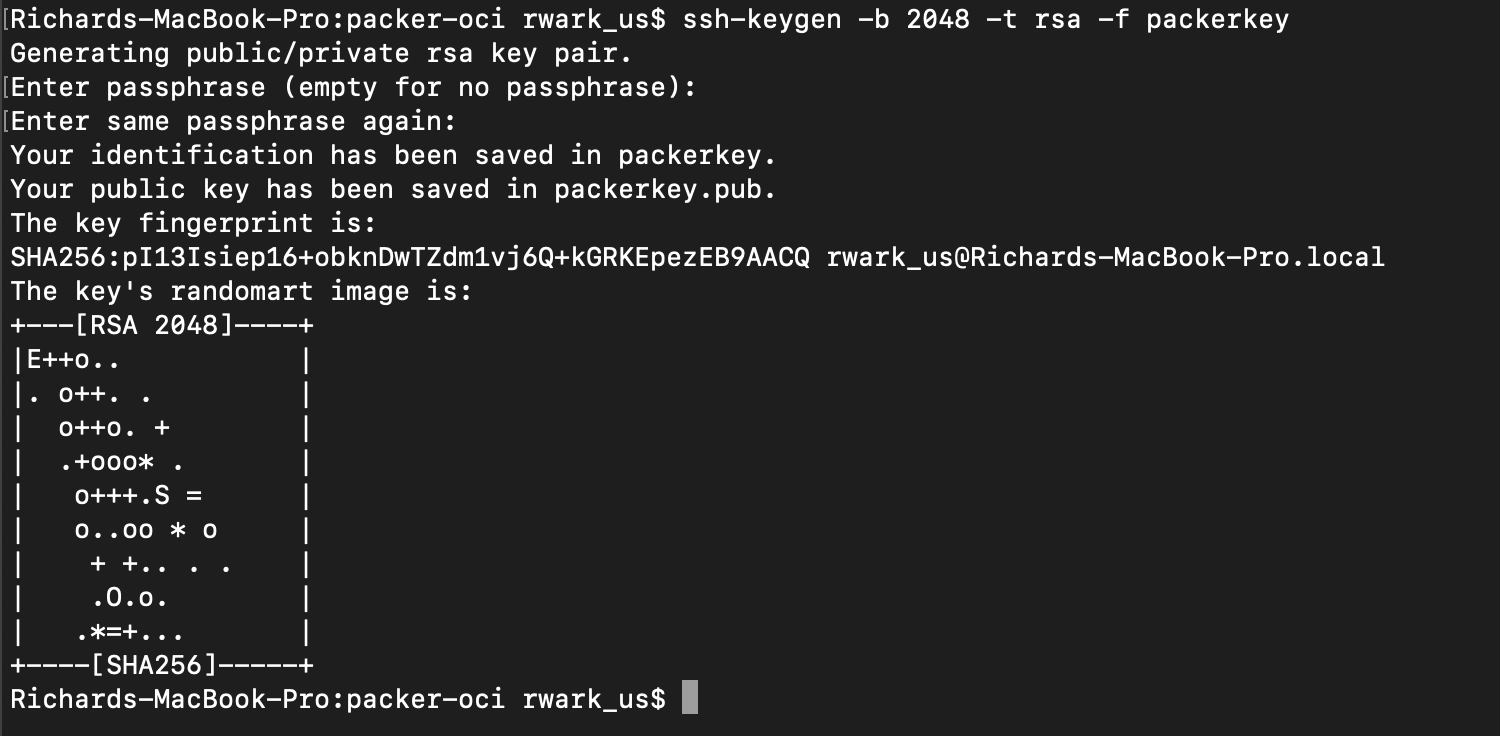 [Richards-MacBook-Pro:packer-oci rwark_us$ ssh-keygen -b 2048 -t rsa -f packerkey
Generating public/private rsa key pair.
[Enter passphrase (empty for no passphrase):
[Enter same passphrase again:
Your identification has been saved in packerkey.
Your public key has been saved in packerkey.pub.
The key fingerprint is:
SHA256:pI13Isiep16+obknDwTZdm1vj6Q+kGRKEpezEB9AACQ rwark_us@Richards-MacBook-Pro.local
The key's randomart image is:
+---[RSA 2048]----+
|E++o..           |
|. o++. .         |
|  o++o. +        |
|  .+ooo* .       |
|   o+++.S =      |
|   o..oo * o     |
|    + +.. . .    |
|    .O.o.        |
|   .*=+...       |
+----[SHA256]-----+
Richards-MacBook-Pro:packer-oci rwark_us$